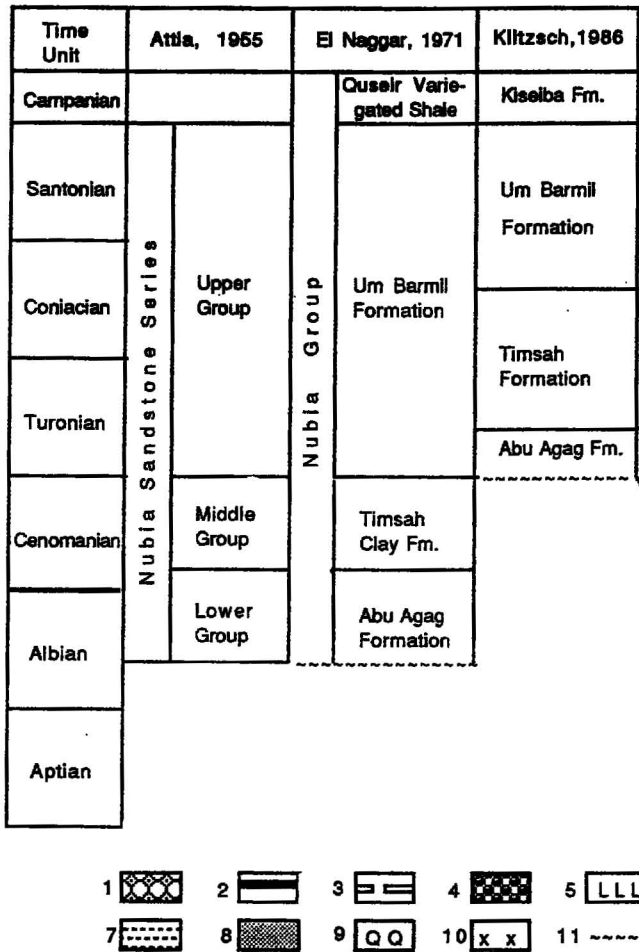 Time Unit
Attia, 1955
El Naggar, 1971
Klitzsch,1986
Campanian
Quseir Varie-
gated Shale
Kiseiba Fm.
Santonian
Coniacian
Turonian
Cenomanian
Albian
Aptian
Nubia Sandstone Series
Upper
Group
Middle
Group
Lower
Group
Nubia Group
Um Barmil
Formation
Timsah
Clay Fm.
Abu Agag
Formation
Um Barmil
Formation
Timsah
Formation
Abu Agag Fm.
1 2 3 4 5 L L L
7 8 9 Q Q 10 x x 11